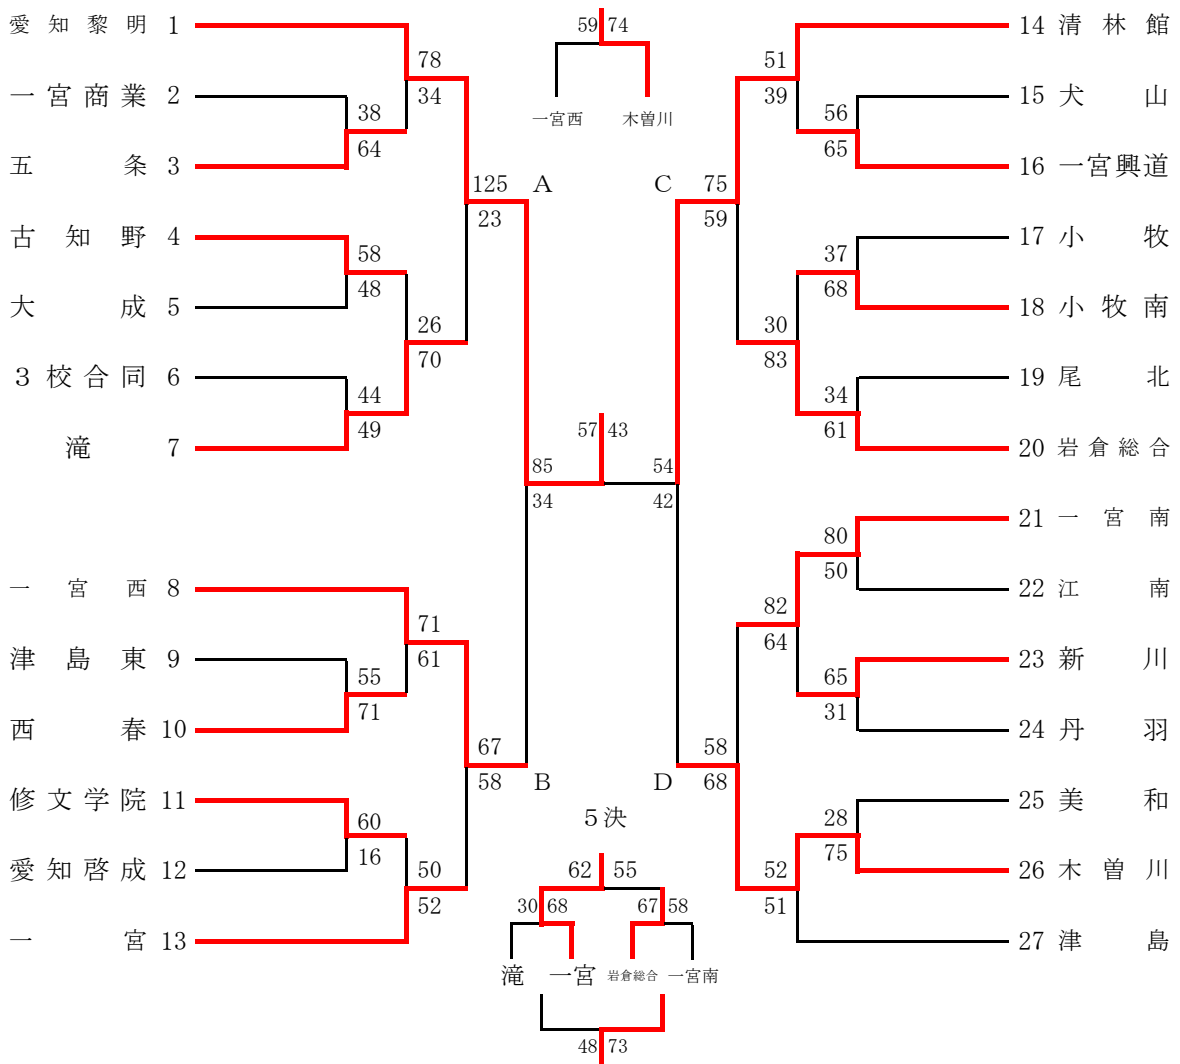 愛知黎明 1
一宮商業 2
五条 3
古知野 4
大成 5
３校合同 6
滝 7
一宮西 8
津島東 9
西春 10
修文学院 11
愛知啓成 12
一宮 13
78
34
38
64
125
23
58
48
26
70
44
49
71
61
55
71
67
58
60
16
50
52
A
B
85
34
59 74
一宮西 木曽川
57 43
54
42
C
D
５決
62 55
30 68 67 58
滝 一宮 岩倉総合 一宮南
48 73
51
39
56
65
75
59
37
68
30
83
34
61
80
50
82
64
65
31
58
68
28
75
52
51
14 清林館
15 犬山
16 一宮興道
17 小牧
18 小牧南
19 尾北
20 岩倉総合
21 一宮南
22 江南
23 新川
24 丹羽
25 美和
26 木曽川
27 津島